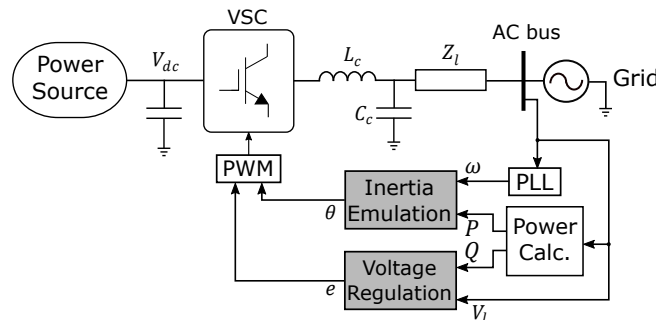 VSC
AC bus
Power
Source
V_dc
L_c
Z_l
C_c
Grid
PWM
ω
PLL
Inertia
Emulation
θ
P
Q
Power
Calc.
Voltage
Regulation
e
V_l